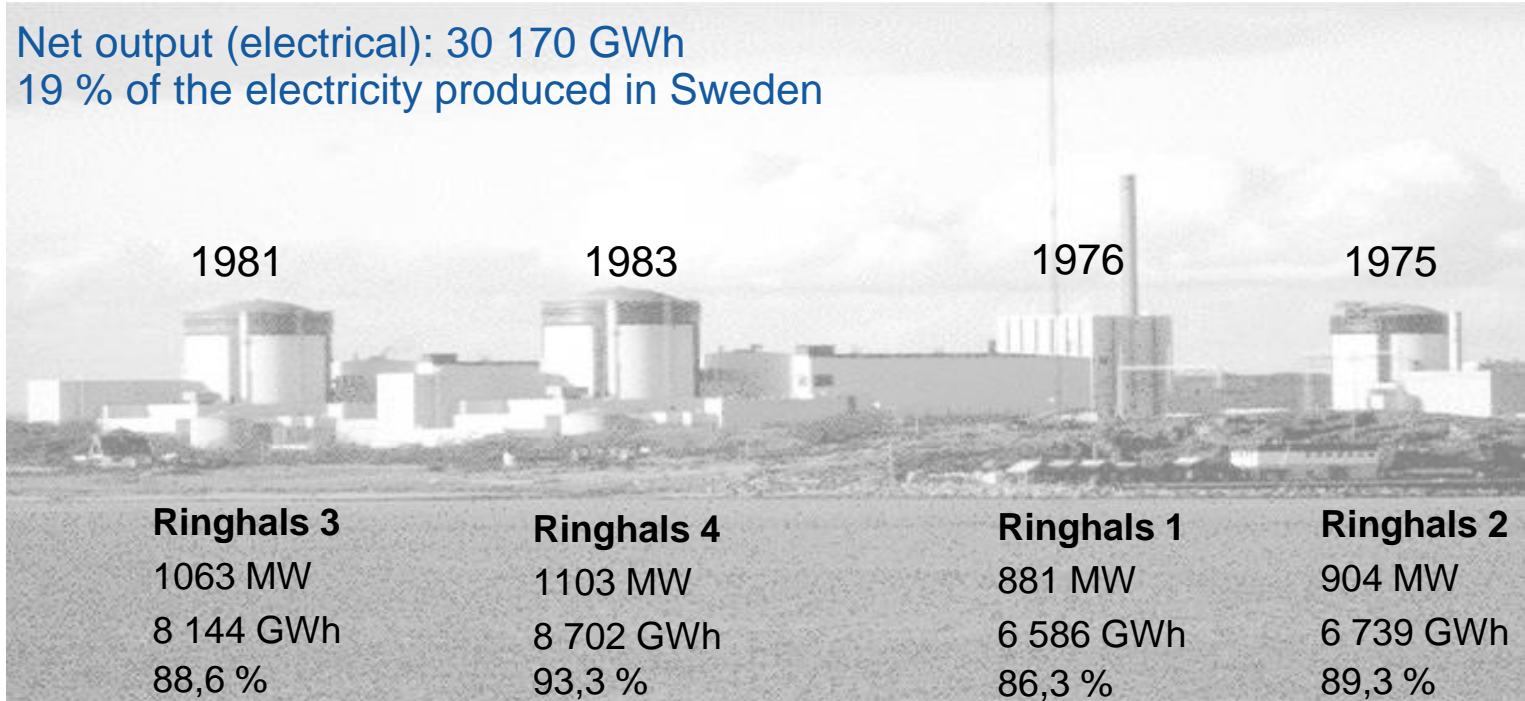 Net output (electrical): 30 170 GWh
19 % of the electricity produced in Sweden
1981
1983
1976
1975
Ringhals 3
1063 MW
8 144 GWh
88,6 %
Ringhals 4
1103 MW
8 702 GWh
93,3 %
Ringhals 1
881 MW
6 586 GWh
86,3 %
Ringhals 2
904 MW
6 739 GWh
89,3 %